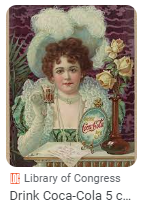 Coca-Cola
Library of Congress
Drink Coca-Cola 5 c...